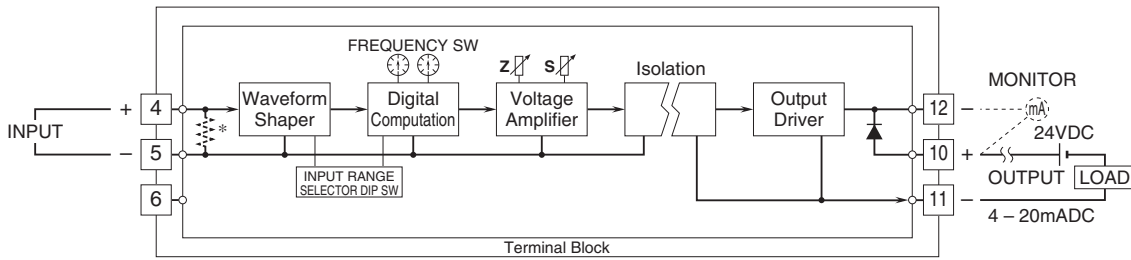 FREQUENCY SW
Z S
Isolation
MONITOR
INPUT
+ 4
Waveform
Shaper
Digital
Computation
Voltage
Amplifier
Output
Driver
12 −
mA
*
24VDC
− 5
10 +
INPUT RANGE
SELECTOR DIP SW
OUTPUT
LOAD
6
11 −
4 – 20mADC
Terminal Block